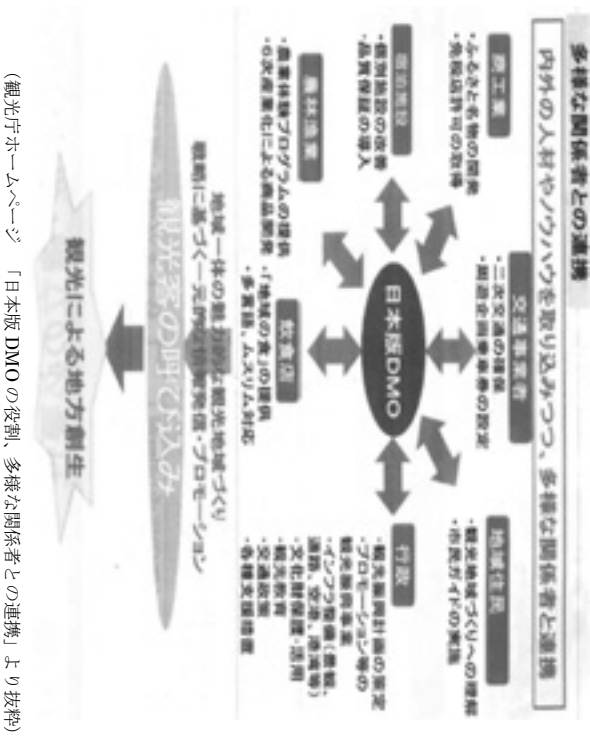 多様な関係者との連携
内外の人材やノウハウを取り込みつつ、多様な関係者と連携
商工業
・ふるさと名物の開発
・免税店許可の取得
交通事業者
・二次交通の確保
・周遊企画乗車券の設定
地域住民
・観光地域づくりへの理解
・市民ガイドの実施
宿泊施設
・個別施設の改善
・品質保証の導入
日本版DMO
行政
・観光振興計画の策定
・プロモーション等の
観光振興事業
・インフラ整備(景観、
道路、空港、港湾等)
・文化財保護・活用
・観光教育
・交通政策
・各種支援措置
農林漁業
・農業体験プログラムの提供
・6次産業化による商品開発
飲食店
・「地域の食」の提供
・多言語、ムスリム対応
地域一体の魅力的な観光地域づくり
戦略に基づく一元的な情報発信・プロモーション
観光客の呼び込み
観光による地方創生
(観光庁ホームページ 「日本版 DMO の役割、多様な関係者との連携」より抜粋)